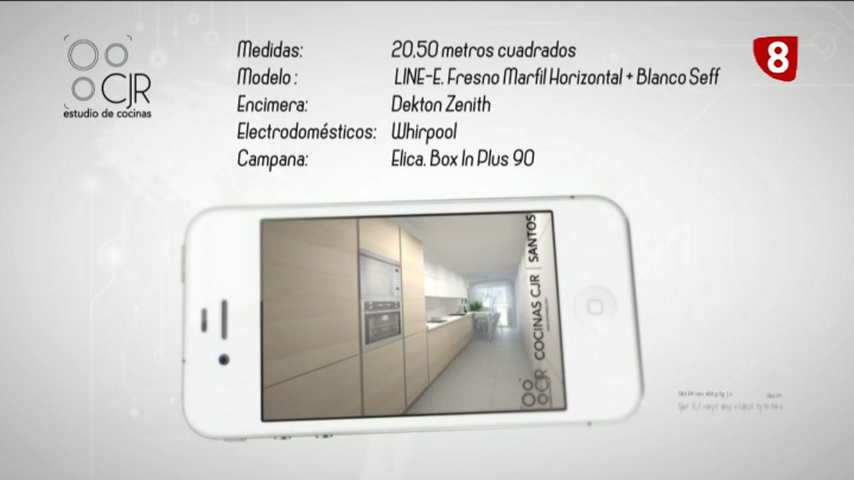 CJR
estudio de cocinas
Medidas: 20,50 metros cuadrados
Modelo : LINE-E. Fresno Marfil Horizontal + Blanco Seff
Encimera: Dekton Zenith
Electrodomésticos: Whirpool
Campana: Elica. Box In Plus 90
8
CJR COCINAS CJR | SANTOS